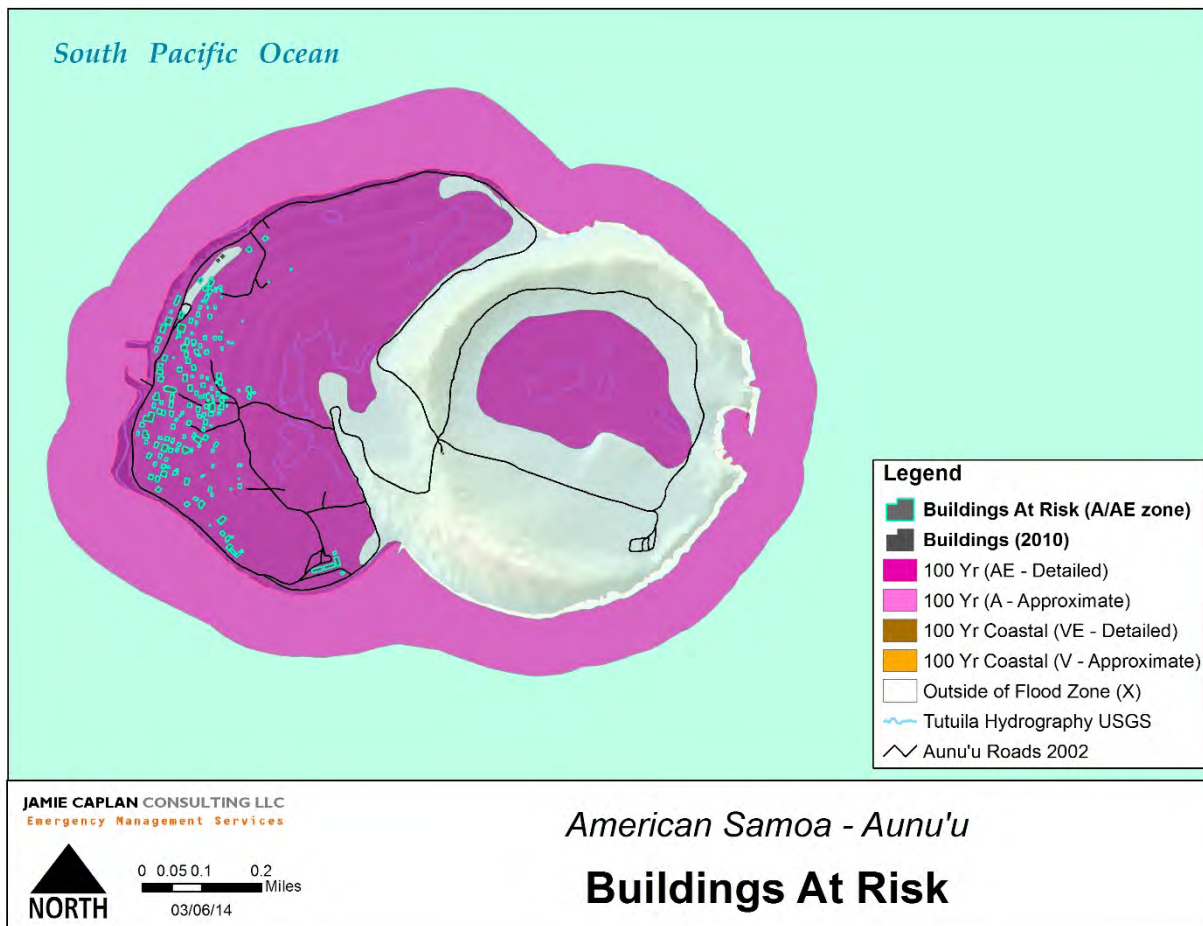 South Pacific Ocean
Legend
Buildings At Risk (A/AE zone)
Buildings (2010)
100 Yr (AE - Detailed)
100 Yr (A - Approximate)
100 Yr Coastal (VE - Detailed)
100 Yr Coastal (V - Approximate)
Outside of Flood Zone (X)
Tutuila Hydrography USGS
Aunu'u Roads 2002
JAMIE CAPLAN CONSULTING LLC
Emergency Management Services
NORTH
0 0.05 0.1 0.2
Miles
03/06/14
American Samoa - Aunu'u
Buildings At Risk